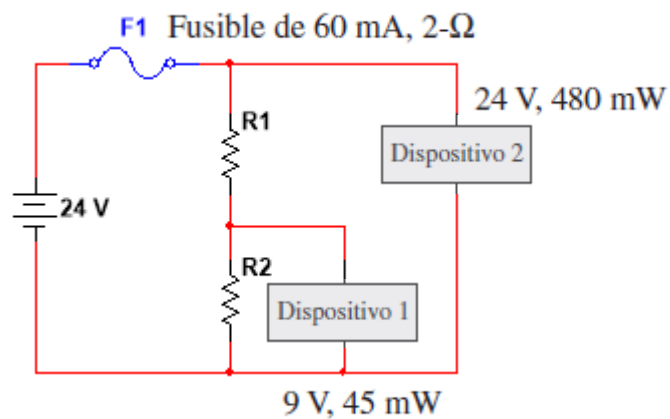 F1 Fusible de 60 mA, 2-Ω
24 V, 480 mW
R1
Dispositivo 2
24 V
R2
Dispositivo 1
9 V, 45 mW